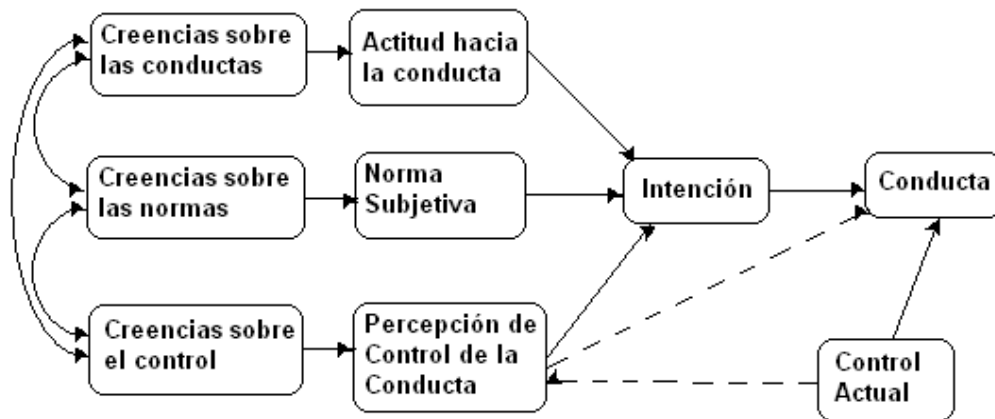 Creencias sobre
las conductas
Actitud hacia
la conducta
Creencias sobre
las normas
Norma
Subjetiva
Intención
Conducta
Creencias sobre
el control
Percepción de
Control de la
Conducta
Control
Actual